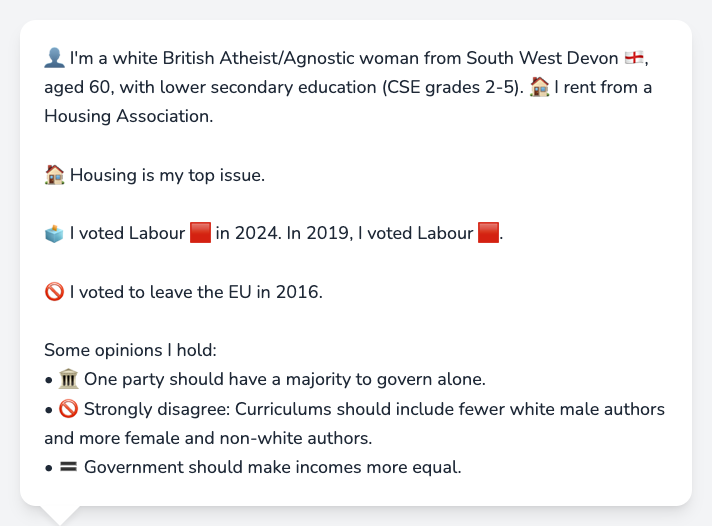 👤 I'm a white British Atheist/Agnostic woman from South West Devon 🏴󠁧󠁢󠁥󠁮󠁧󠁿,
aged 60, with lower secondary education (CSE grades 2-5). 🏠 I rent from a
Housing Association.
🏠 Housing is my top issue.
🗳️ I voted Labour 🟥 in 2024. In 2019, I voted Labour 🟥.
🚫 I voted to leave the EU in 2016.
Some opinions I hold:
• 🏛️ One party should have a majority to govern alone.
• 🚫 Strongly disagree: Curriculums should include fewer white male authors
and more female and non-white authors.
• 🟰 Government should make incomes more equal.